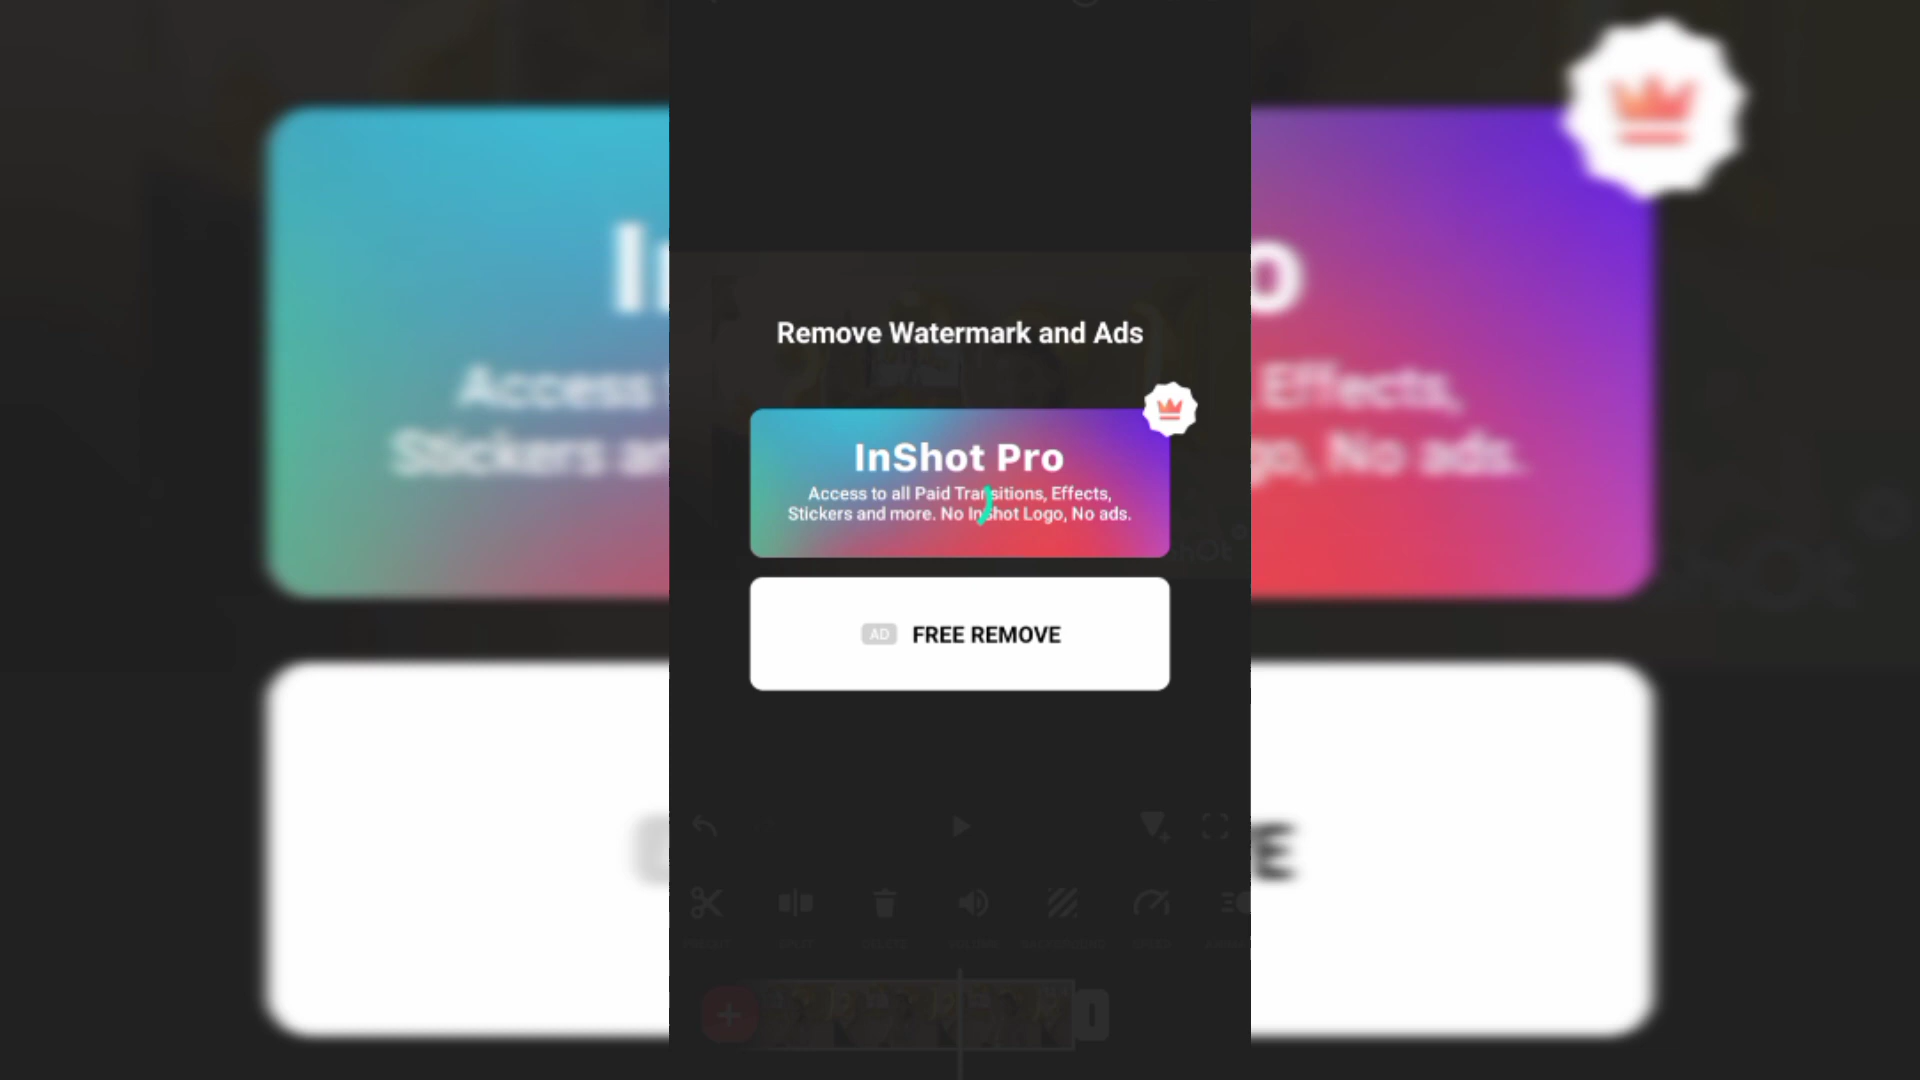 Remove Watermark and Ads
InShot Pro
Access to all Paid Transitions, Effects,
Stickers and more. No InShot Logo, No ads.
AD FREE REMOVE